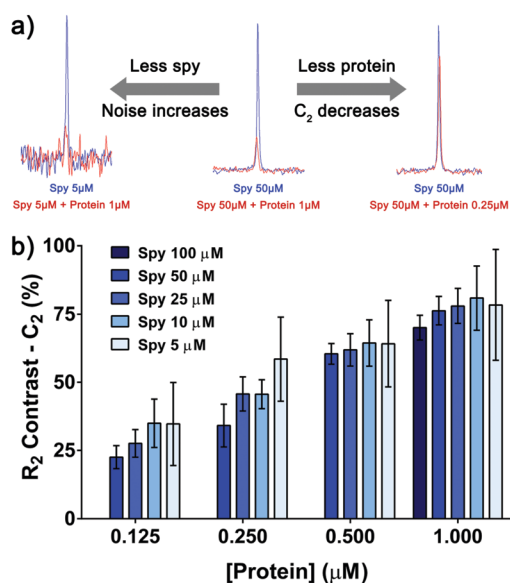 a)
Less spy
Noise increases
Less protein
C₂ decreases
Spy 5µM
Spy 5µM + Protein 1µM
Spy 50µM
Spy 50µM + Protein 1µM
Spy 50µM
Spy 50µM + Protein 0.25µM
b)
R₂ Contrast - C₂ (%)
100
75
50
25
0
Spy 100 µM
Spy 50 µM
Spy 25 µM
Spy 10 µM
Spy 5 µM
0.125
0.250
0.500
1.000
[Protein] (µM)